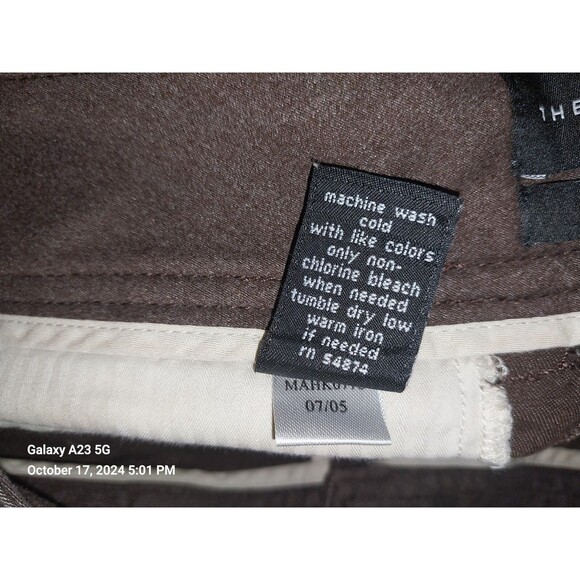 THE
machine wash
cold
with like colors
only non-
chlorine bleach
when needed
tumble dry low
warm iron
if needed
rn 54874
07/05
Galaxy A23 5G
October 17, 2024 5:01 PM